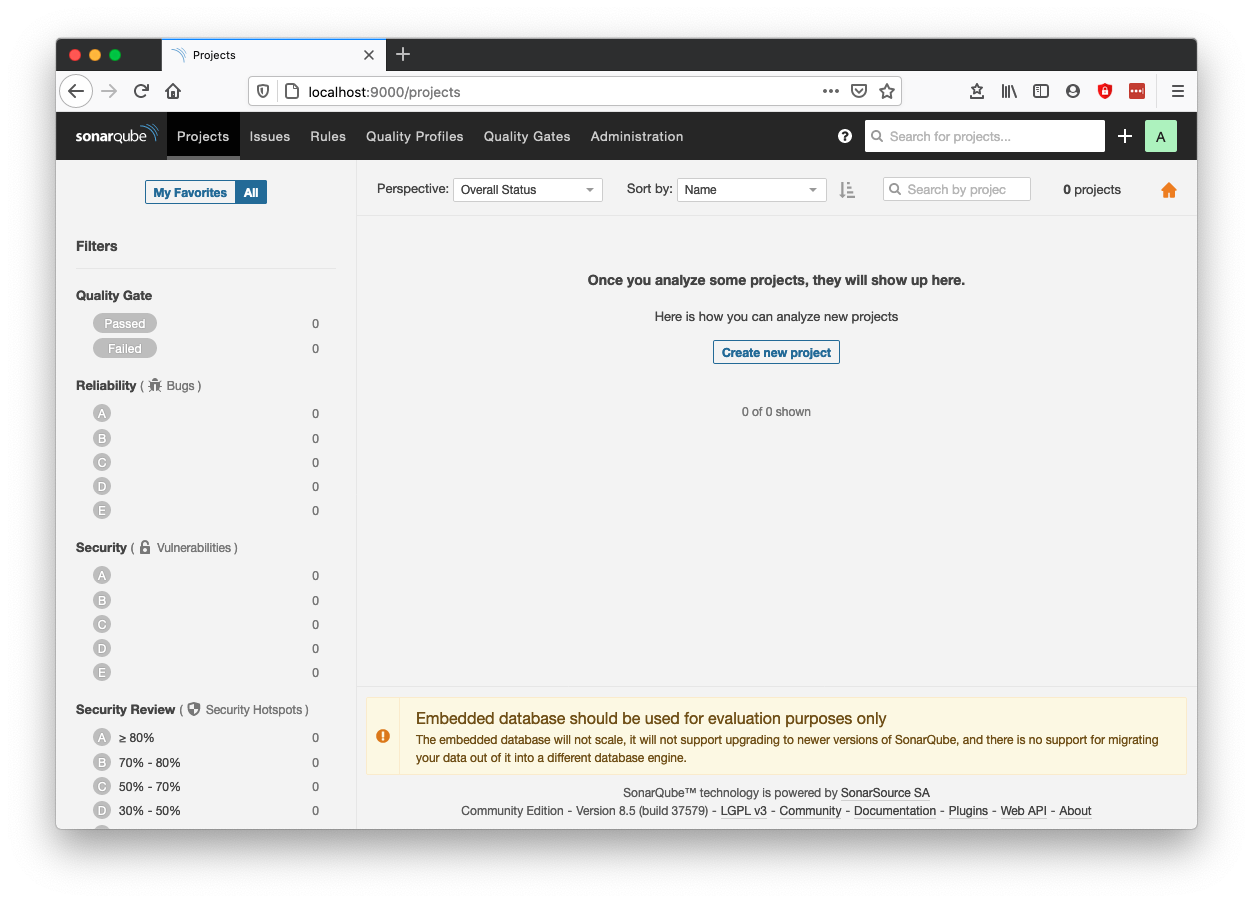 Projects
localhost:9000/projects
sonarqube Projects Issues Rules Quality Profiles Quality Gates Administration ? Search for projects... A
My Favorites All
Perspective: Overall Status Sort by: Name Search by projec 0 projects
Filters
Quality Gate
Passed 0
Failed 0
Reliability ( Bugs )
A 0
B 0
C 0
D 0
E 0
Security ( Vulnerabilities )
A 0
B 0
C 0
D 0
E 0
Security Review ( Security Hotspots )
A ≥ 80% 0
B 70% - 80% 0
C 50% - 70% 0
D 30% - 50% 0
Once you analyze some projects, they will show up here.
Here is how you can analyze new projects
Create new project
0 of 0 shown
Embedded database should be used for evaluation purposes only
The embedded database will not scale, it will not support upgrading to newer versions of SonarQube, and there is no support for migrating
your data out of it into a different database engine.
SonarQube™ technology is powered by SonarSource SA
Community Edition - Version 8.5 (build 37579) - LGPL v3 - Community - Documentation - Plugins - Web API - About